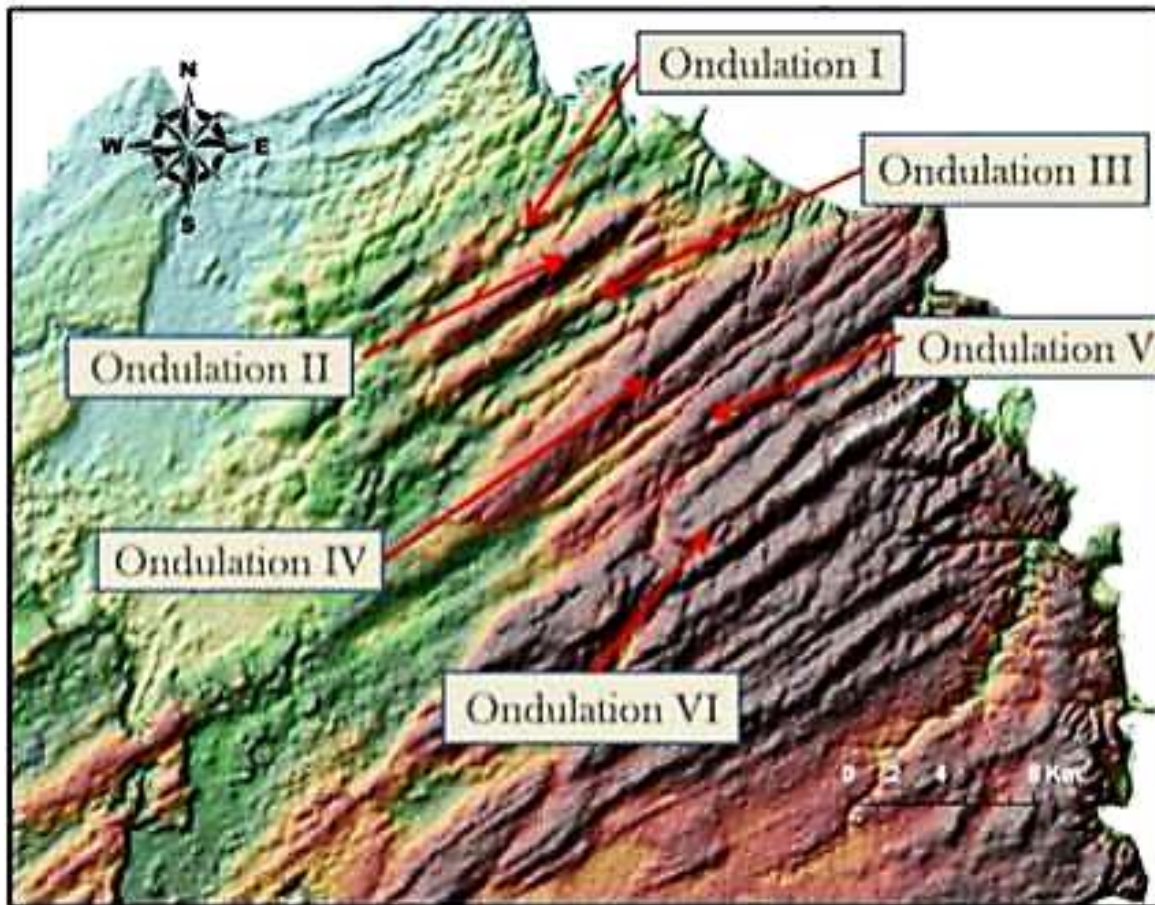 Ondulation I
N
W E
S
Ondulation III
Ondulation V
Ondulation II
Ondulation IV
Ondulation VI
0 2 4 8 Km